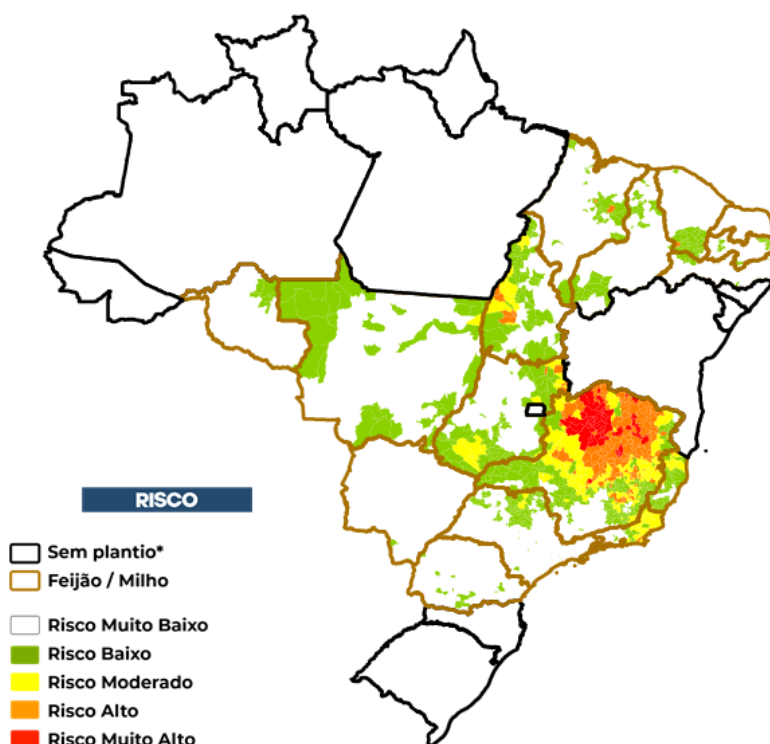 RISCO
Sem plantio*
Feijão / Milho
Risco Muito Baixo
Risco Baixo
Risco Moderado
Risco Alto
Risco Muito Alto